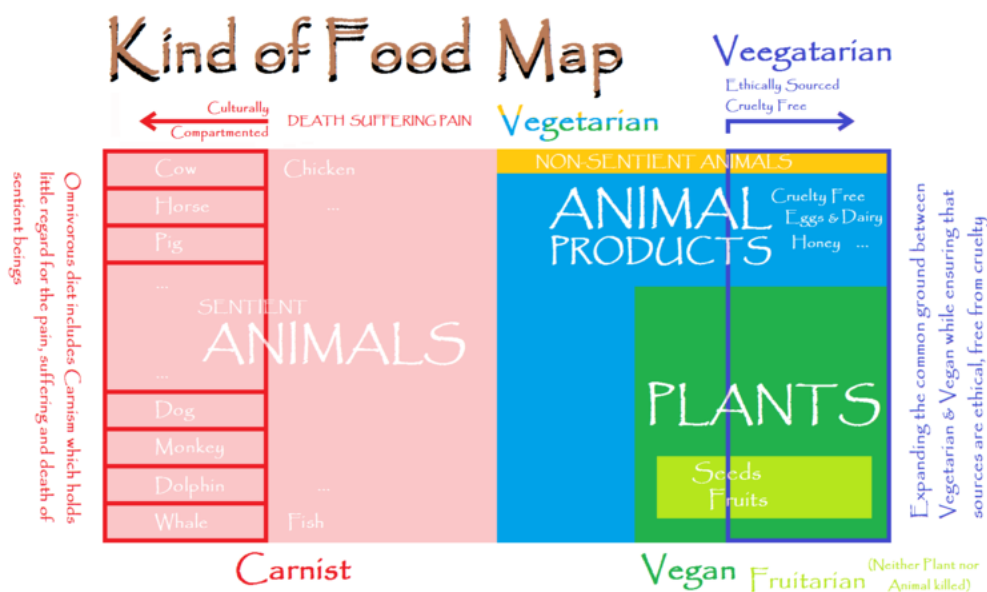 Kind of Food Map
Veegatarian
Ethically Sourced
Cruelty Free
Culturally
Compartmented
DEATH SUFFERING PAIN
Vegetarian
Omnivorous diet includes Carnism which holds
little regard for the pain, suffering and death of
sentient beings
Cow
Horse
Pig
...
...
Dog
Monkey
Dolphin
Whale
Chicken
...
SENTIENT
ANIMALS
...
Fish
NON-SENTIENT ANIMALS
ANIMAL
PRODUCTS
Cruelty Free
Eggs & Dairy
Honey ...
PLANTS
Seeds
Fruits
Expanding the common ground between
Vegetarian & Vegan while ensuring that
sources are ethical, free from cruelty
Carnist
Vegan
Fruitarian
(Neither Plant nor
Animal killed)